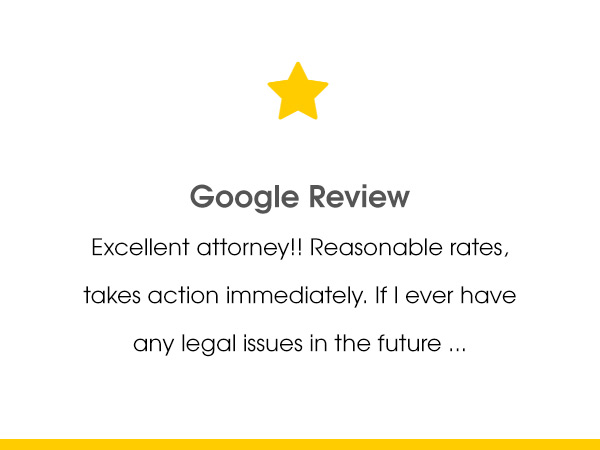 Google Review
Excellent attorney!! Reasonable rates,
takes action immediately. If I ever have
any legal issues in the future ...